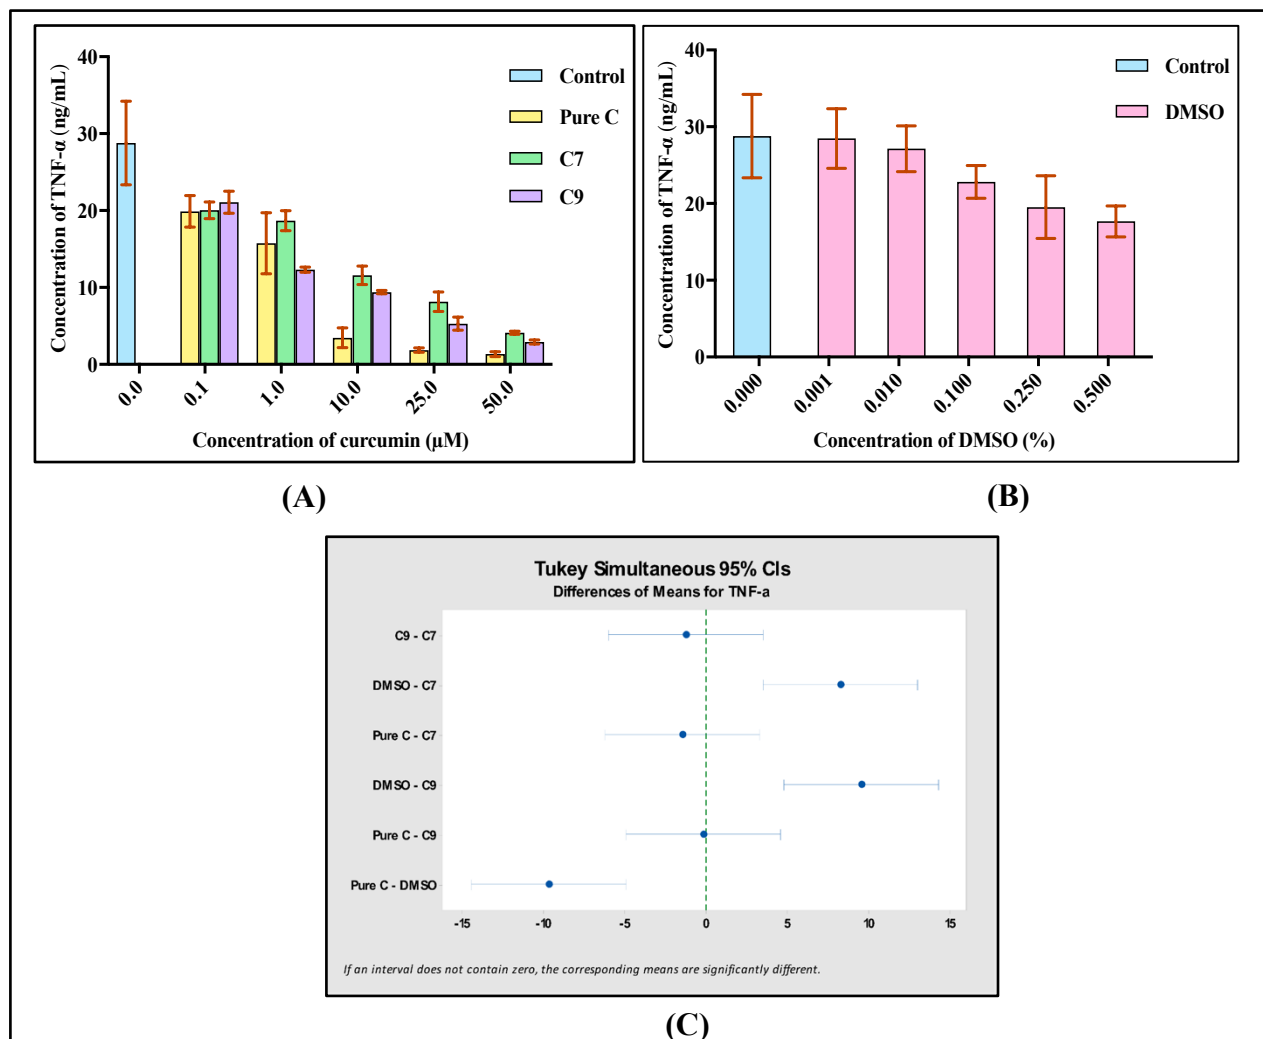 40
30
20
10
0
Concentration of TNF-α (ng/mL)
Control
Pure C
C7
C9
0.0
0.1
1.0
10.0
25.0
50.0
Concentration of curcumin (μM)
(A)
40
30
20
10
0
Concentration of TNF-α (ng/mL)
Control
DMSO
0.000
0.001
0.010
0.100
0.250
0.500
Concentration of DMSO (%)
(B)
Tukey Simultaneous 95% CIs
Differences of Means for TNF-a
C9 - C7
DMSO - C7
Pure C - C7
DMSO - C9
Pure C - C9
Pure C - DMSO
-15 -10 -5 0 5 10 15
If an interval does not contain zero, the corresponding means are significantly different.
(C)